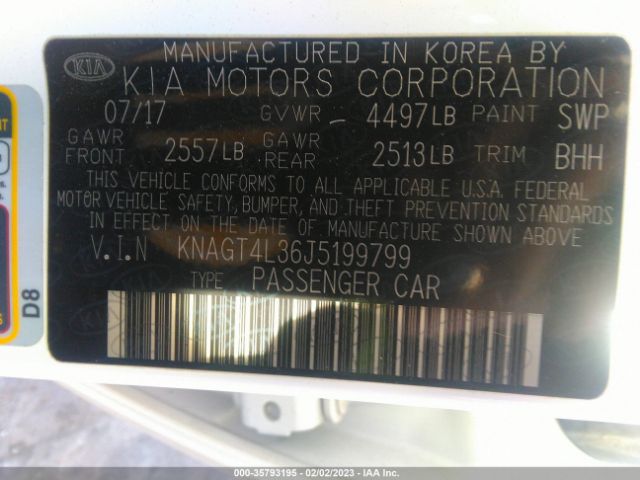 KIA
MANUFACTURED IN KOREA BY
KIA MOTORS CORPORATION
07/17 GVWR - 4497LB PAINT SWP
GAWR FRONT 2557LB GAWR REAR 2513LB TRIM BHH
THIS VEHICLE CONFORMS TO ALL APPLICABLE U.S.A. FEDERAL
MOTOR VEHICLE SAFETY, BUMPER, AND THEFT PREVENTION STANDARDS
IN EFFECT ON THE DATE OF MANUFACTURE SHOWN ABOVE
V.I.N KNAGT4L36J5199799
TYPE PASSENGER CAR
D8
000-35793195 - 02/02/2023 - IAA Inc.